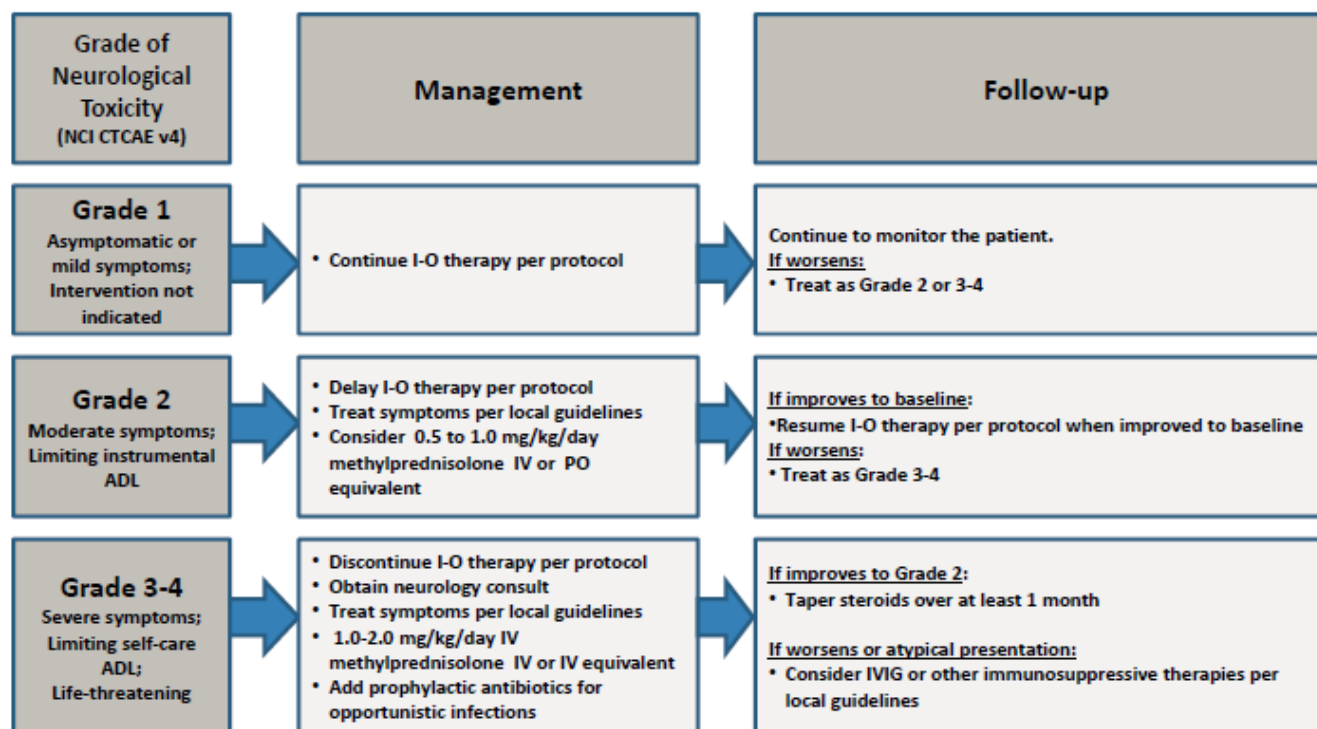 Grade of
Neurological
Toxicity
(NCI CTCAE v4)
Management
Follow-up
Grade 1
Asymptomatic or
mild symptoms;
Intervention not
indicated
• Continue I-O therapy per protocol
Continue to monitor the patient.
If worsens:
• Treat as Grade 2 or 3-4
Grade 2
Moderate symptoms;
Limiting instrumental
ADL
• Delay I-O therapy per protocol
• Treat symptoms per local guidelines
• Consider 0.5 to 1.0 mg/kg/day
methylprednisolone IV or PO
equivalent
If improves to baseline:
•Resume I-O therapy per protocol when improved to baseline
If worsens:
• Treat as Grade 3-4
Grade 3-4
Severe symptoms;
Limiting self-care
ADL;
Life-threatening
• Discontinue I-O therapy per protocol
• Obtain neurology consult
• Treat symptoms per local guidelines
• 1.0-2.0 mg/kg/day IV
methylprednisolone IV or IV equivalent
• Add prophylactic antibiotics for
opportunistic infections
If improves to Grade 2:
• Taper steroids over at least 1 month
If worsens or atypical presentation:
• Consider IVIG or other immunosuppressive therapies per
local guidelines